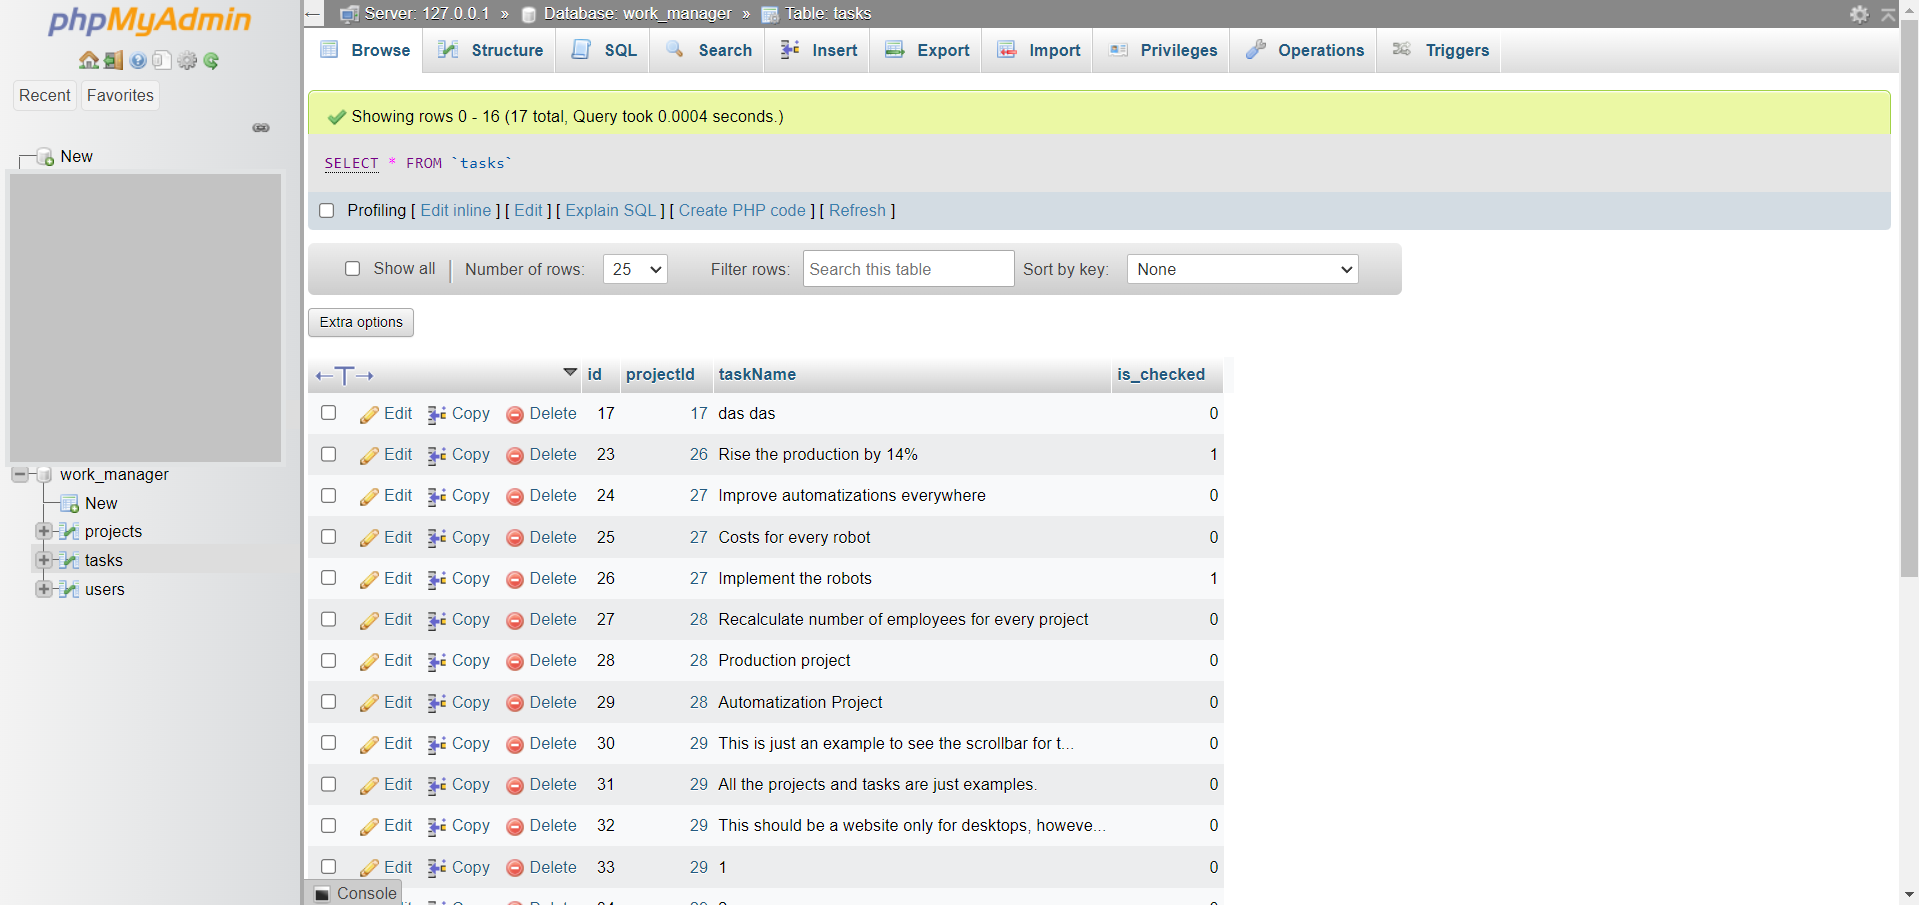 phpMyAdmin
Recent Favorites
New
work_manager
New
projects
tasks
users
Server: 127.0.0.1 » Database: work_manager » Table: tasks
Browse Structure SQL Search Insert Export Import Privileges Operations Triggers
Showing rows 0 - 16 (17 total, Query took 0.0004 seconds.)
SELECT * FROM `tasks`
Profiling [ Edit inline ] [ Edit ] [ Explain SQL ] [ Create PHP code ] [ Refresh ]
Show all | Number of rows: 25 Filter rows: Search this table Sort by key: None
Extra options
←T→ id projectId taskName is_checked
Edit Copy Delete 17 17 das das 0
Edit Copy Delete 23 26 Rise the production by 14% 1
Edit Copy Delete 24 27 Improve automatizations everywhere 0
Edit Copy Delete 25 27 Costs for every robot 0
Edit Copy Delete 26 27 Implement the robots 1
Edit Copy Delete 27 28 Recalculate number of employees for every project 0
Edit Copy Delete 28 28 Production project 0
Edit Copy Delete 29 28 Automatization Project 0
Edit Copy Delete 30 29 This is just an example to see the scrollbar for t... 0
Edit Copy Delete 31 29 All the projects and tasks are just examples. 0
Edit Copy Delete 32 29 This should be a website only for desktops, howeve... 0
Edit Copy Delete 33 29 1 0
Console